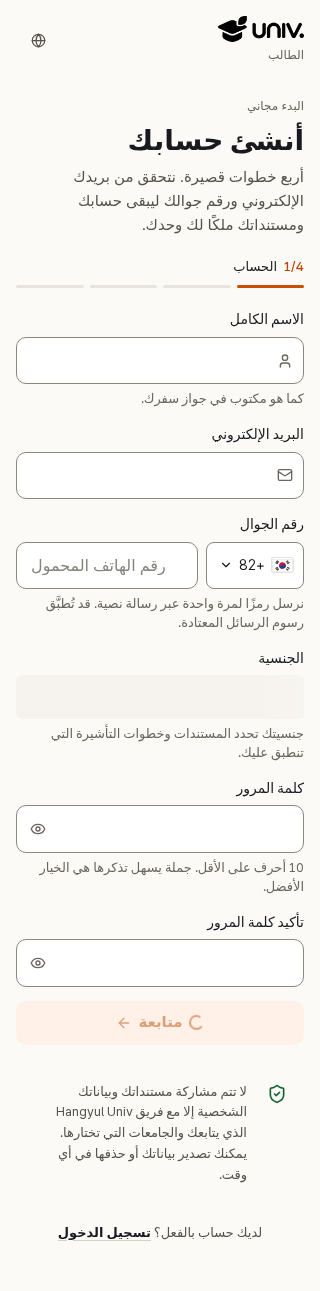 univ.
الطالب
البدء مجاني
أنشئ حسابك
أربع خطوات قصيرة. نتحقق من بريدك
الإلكتروني ورقم جوالك ليبقى حسابك
ومستنداتك ملكًا لك وحدك.
1/4 الحساب
الاسم الكامل
كما هو مكتوب في جواز سفرك.
البريد الإلكتروني
رقم الجوال
+82 رقم الهاتف المحمول
نرسل رمزًا لمرة واحدة عبر رسالة نصية. قد تُطبَّق
رسوم الرسائل المعتادة.
الجنسية
جنسيتك تحدد المستندات وخطوات التأشيرة التي
تنطبق عليك.
كلمة المرور
10 أحرف على الأقل. جملة يسهل تذكرها هي الخيار
الأفضل.
تأكيد كلمة المرور
متابعة
لا تتم مشاركة مستنداتك وبياناتك
الشخصية إلا مع فريق Hangyul Univ
الذي يتابعك والجامعات التي تختارها.
يمكنك تصدير بياناتك أو حذفها في أي
وقت.
لديك حساب بالفعل؟ تسجيل الدخول